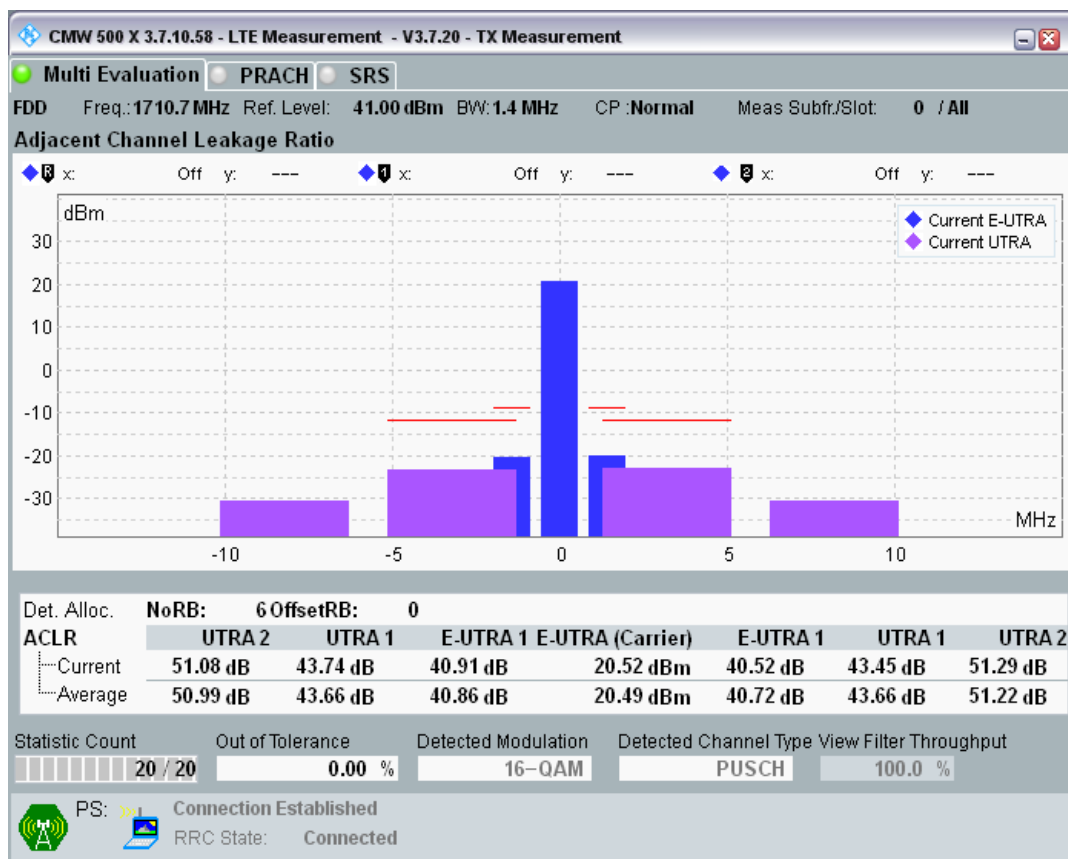 CMW 500 X 3.7.10.58 - LTE Measurement - V3.7.20 - TX Measurement
Multi Evaluation PRACH SRS
FDD Freq.: 1710.7 MHz Ref. Level: 41.00 dBm BW: 1.4 MHz CP :Normal Meas Subfr./Slot: 0 / All
Adjacent Channel Leakage Ratio
R x: Off y: --- 1 x: Off y: --- 2 x: Off y: ---
dBm
Current E-UTRA
Current UTRA
30
20
10
0
-10
-20
-30
MHz
-10 -5 0 5 10
Det. Alloc. NoRB: 6 OffsetRB: 0
ACLR UTRA 2 UTRA 1 E-UTRA 1 E-UTRA (Carrier) E-UTRA 1 UTRA 1 UTRA 2
Current 51.08 dB 43.74 dB 40.91 dB 20.52 dBm 40.52 dB 43.45 dB 51.29 dB
Average 50.99 dB 43.66 dB 40.86 dB 20.49 dBm 40.72 dB 43.66 dB 51.22 dB
Statistic Count Out of Tolerance Detected Modulation Detected Channel Type View Filter Throughput
20 / 20 0.00 % 16-QAM PUSCH 100.0 %
PS: Connection Established
RRC State: Connected